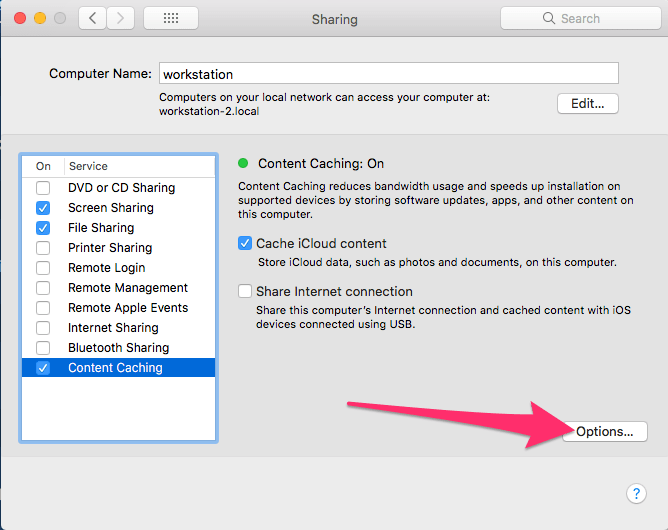 Sharing
Search
Computer Name:
workstation
Computers on your local network can access your computer at:
workstation-2.local
Edit...
On Service
DVD or CD Sharing
Screen Sharing
File Sharing
Printer Sharing
Remote Login
Remote Management
Remote Apple Events
Internet Sharing
Bluetooth Sharing
Content Caching
Content Caching: On
Content Caching reduces bandwidth usage and speeds up installation on
supported devices by storing software updates, apps, and other content on
this computer.
Cache iCloud content
Store iCloud data, such as photos and documents, on this computer.
Share Internet connection
Share this computer's Internet connection and cached content with iOS
devices connected using USB.
Options...
?